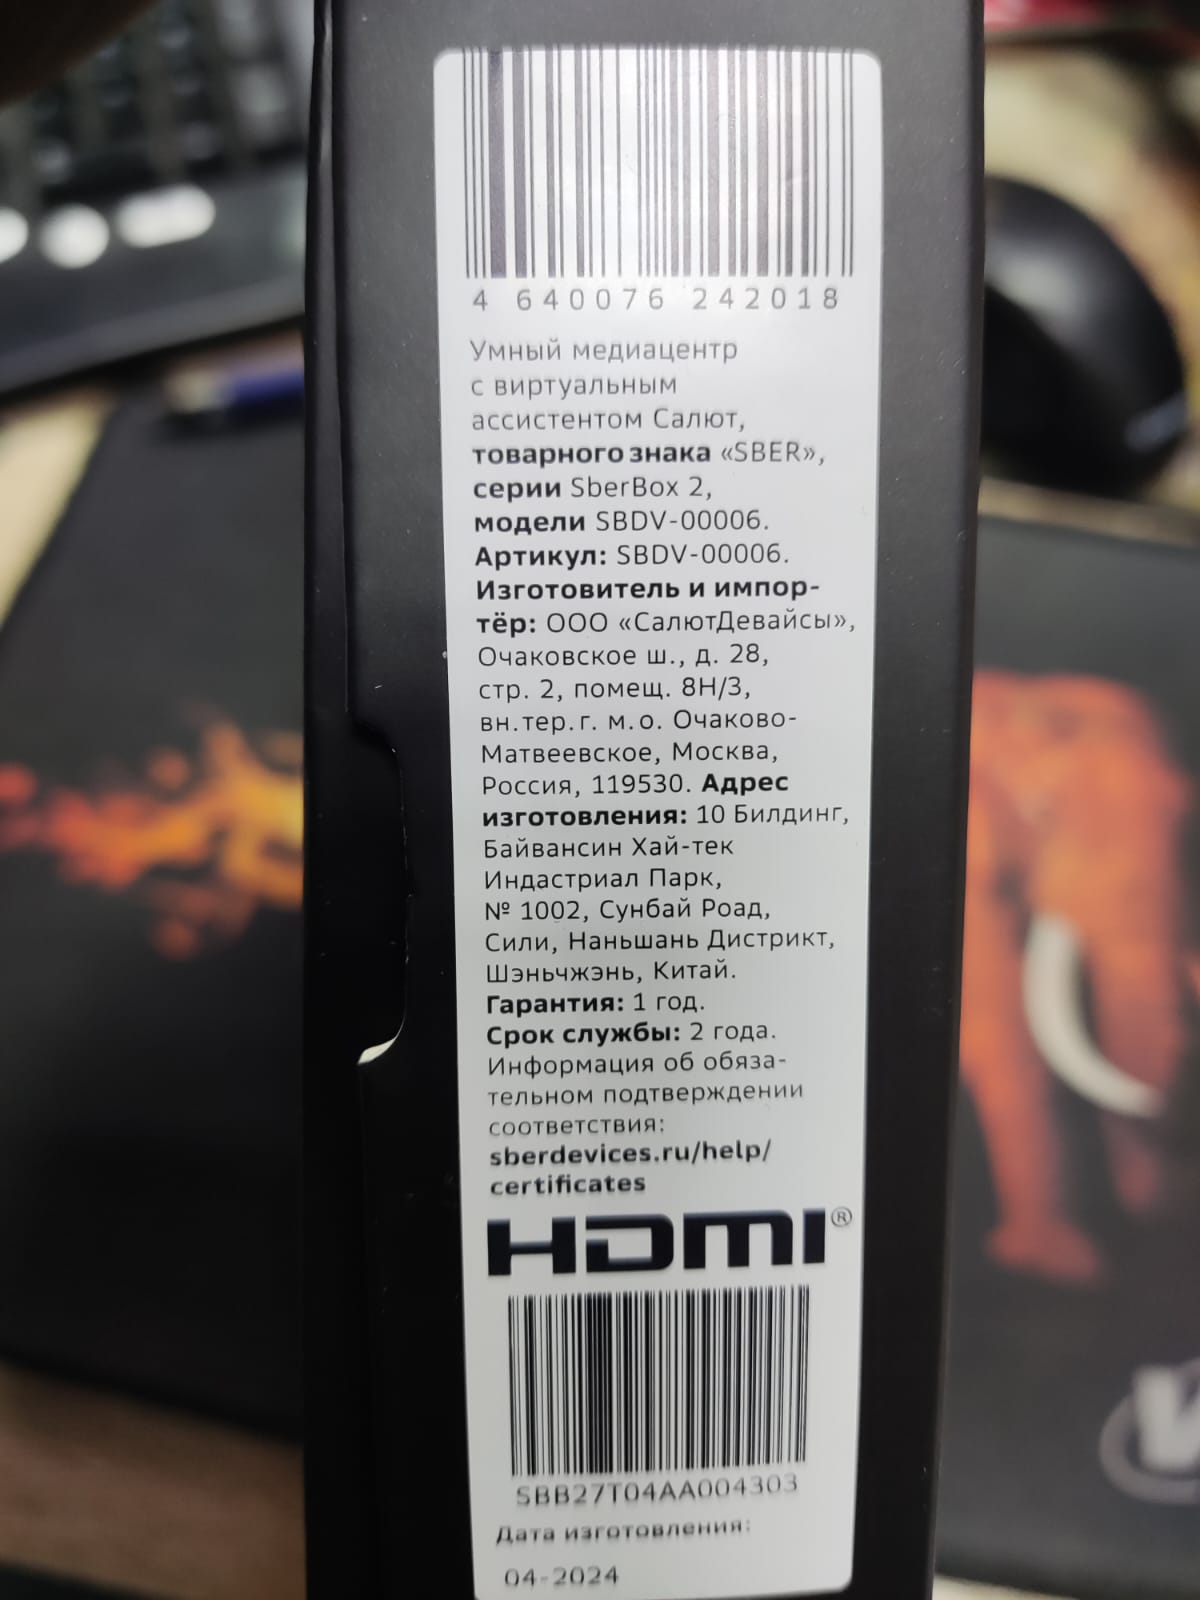 4 640076 242018
Умный медиацентр
с виртуальным
ассистентом Салют,
товарного знака «SBER»,
серии SberBox 2,
модели SBDV-00006.
Артикул: SBDV-00006.
Изготовитель и импор-
тёр: ООО «СалютДевайсы»,
Очаковское ш., д. 28,
стр. 2, помещ. 8Н/3,
вн.тер.г. м.о. Очаково-
Матвеевское, Москва,
Россия, 119530. Адрес
изготовления: 10 Билдинг,
Байвансин Хай-тек
Индастриал Парк,
№ 1002, Сунбай Роад,
Сили, Наньшань Дистрикт,
Шэньчжэнь, Китай.
Гарантия: 1 год.
Срок службы: 2 года.
Информация об обяза-
тельном подтверждении
соответствия:
sberdevices.ru/help/
certificates
HDMI®
SBB27T04AA004303
Дата изготовления:
04-2024